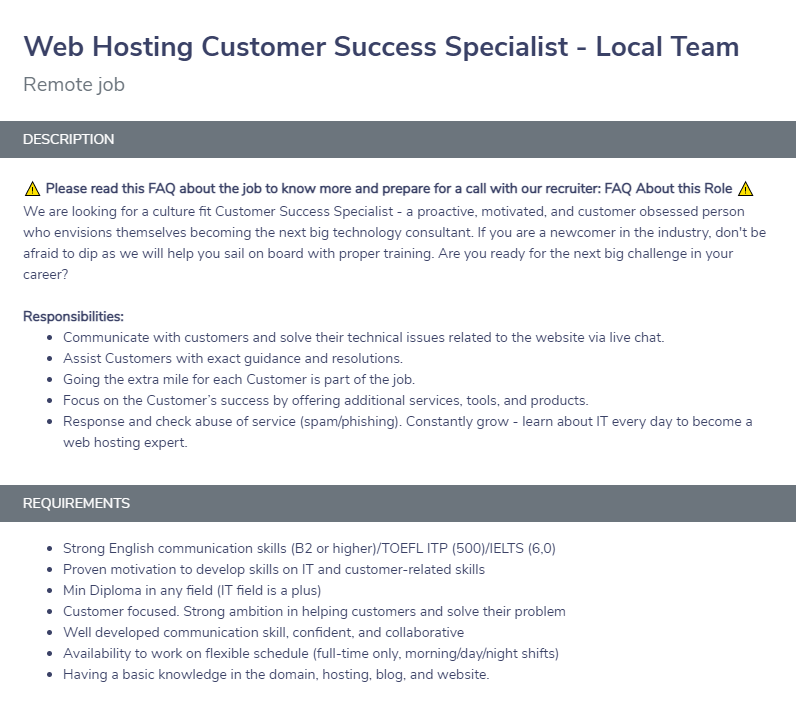 Web Hosting Customer Success Specialist - Local Team
Remote job
DESCRIPTION
⚠ Please read this FAQ about the job to know more and prepare for a call with our recruiter: FAQ About this Role ⚠
We are looking for a culture fit Customer Success Specialist - a proactive, motivated, and customer obsessed person
who envisions themselves becoming the next big technology consultant. If you are a newcomer in the industry, don't be
afraid to dip as we will help you sail on board with proper training. Are you ready for the next big challenge in your
career?
Responsibilities:
• Communicate with customers and solve their technical issues related to the website via live chat.
• Assist Customers with exact guidance and resolutions.
• Going the extra mile for each Customer is part of the job.
• Focus on the Customer’s success by offering additional services, tools, and products.
• Response and check abuse of service (spam/phishing). Constantly grow - learn about IT every day to become a
web hosting expert.
REQUIREMENTS
• Strong English communication skills (B2 or higher)/TOEFL ITP (500)/IELTS (6,0)
• Proven motivation to develop skills on IT and customer-related skills
• Min Diploma in any field (IT field is a plus)
• Customer focused. Strong ambition in helping customers and solve their problem
• Well developed communication skill, confident, and collaborative
• Availability to work on flexible schedule (full-time only, morning/day/night shifts)
• Having a basic knowledge in the domain, hosting, blog, and website.